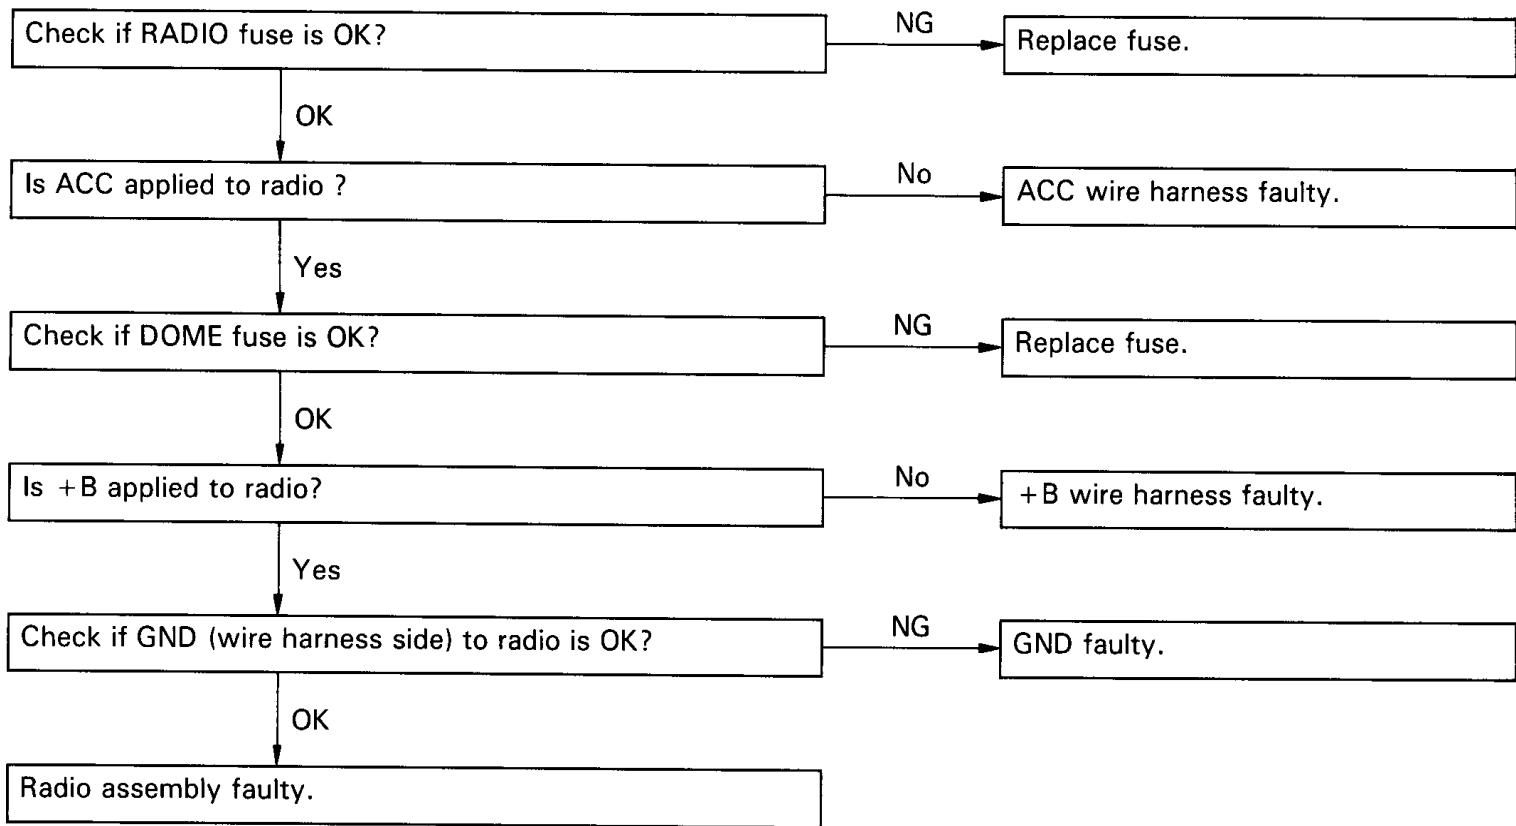 Check if RADIO fuse is OK?
NG
Replace fuse.
OK
Is ACC applied to radio ?
No
ACC wire harness faulty.
Yes
Check if DOME fuse is OK?
NG
Replace fuse.
OK
Is +B applied to radio?
No
+B wire harness faulty.
Yes
Check if GND (wire harness side) to radio is OK?
NG
GND faulty.
OK
Radio assembly faulty.